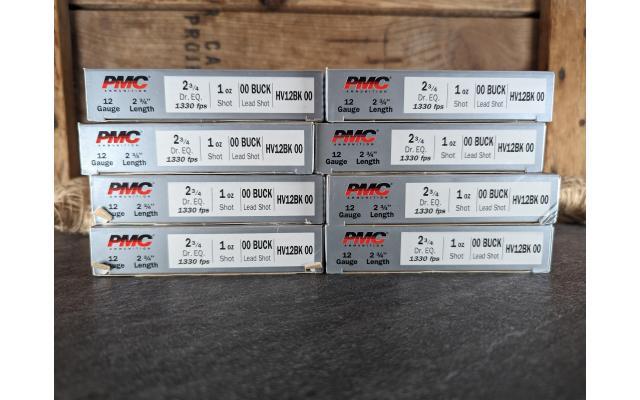 PMC
AMMUNITION
12 Gauge
2 ¾" Length
2 3/4
Dr. EQ.
1330 fps
1 oz
Shot
00 BUCK
Lead Shot
HV12BK 00
PMC
AMMUNITION
12 Gauge
2 ¾" Length
2 3/4
Dr. EQ.
1330 fps
1 oz
Shot
00 BUCK
Lead Shot
HV12BK 00
PMC
AMMUNITION
12 Gauge
2 ¾" Length
2 3/4
Dr. EQ.
1330 fps
1 oz
Shot
00 BUCK
Lead Shot
HV12BK 00
PMC
AMMUNITION
12 Gauge
2 ¾" Length
2 3/4
Dr. EQ.
1330 fps
1 oz
Shot
00 BUCK
Lead Shot
HV12BK 00
PMC
AMMUNITION
12
2 ¾" Length
2 3/4
Dr. EQ.
1330 fps
1 oz
Shot
00 BUCK
Lead Shot
HV12BK 00
PMC
AMMUNITION
12 Gauge
2 ¾" Length
2 3/4
Dr. EQ.
1330 fps
1 oz
Shot
00 BUCK
Lead Shot
HV12BK 00
PMC
AMMUNITION
12
2 ¾" Length
2 3/4
Dr. EQ.
1330 fps
1 oz
Shot
00 BUCK
Lead Shot
HV12BK 00
PMC
AMMUNITION
12 Gauge
2 ¾" Length
2 3/4
Dr. EQ.
1330 fps
1 oz
Shot
00 BUCK
Lead Shot
HV12BK 00